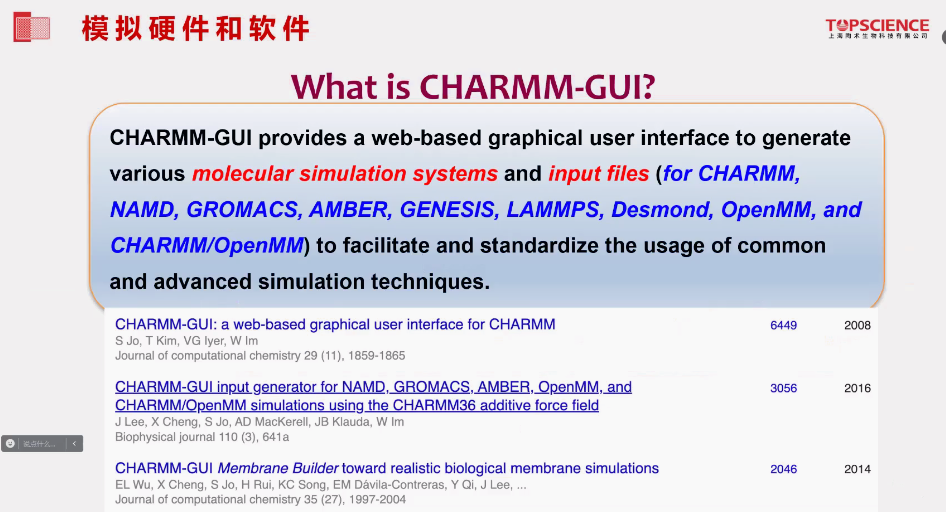 模拟硬件和软件
TOPSCIENCE
上海陶术生物科技有限公司
What is CHARMM-GUI?
CHARMM-GUI provides a web-based graphical user interface to generate
various molecular simulation systems and input files (for CHARMM,
NAMD, GROMACS, AMBER, GENESIS, LAMMPS, Desmond, OpenMM, and
CHARMM/OpenMM) to facilitate and standardize the usage of common
and advanced simulation techniques.
CHARMM-GUI: a web-based graphical user interface for CHARMM 6449 2008
S Jo, T Kim, VG Iyer, W Im
Journal of computational chemistry 29 (11), 1859-1865
CHARMM-GUI input generator for NAMD, GROMACS, AMBER, OpenMM, and 3056 2016
CHARMM/OpenMM simulations using the CHARMM36 additive force field
J Lee, X Cheng, S Jo, AD MacKerell, JB Klauda, W Im
Biophysical journal 110 (3), 641a
说点什么...
CHARMM-GUI Membrane Builder toward realistic biological membrane simulations 2046 2014
EL Wu, X Cheng, S Jo, H Rui, KC Song, EM Dávila-Contreras, Y Qi, J Lee, ...
Journal of computational chemistry 35 (27), 1997-2004